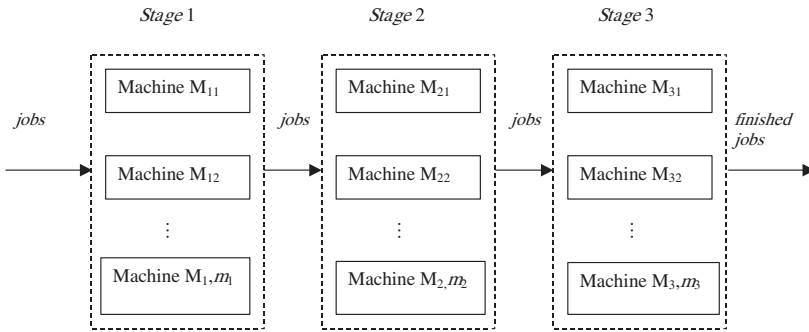 Stage 1
Stage 2
Stage 3
Machine M₁₁
Machine M₂₁
Machine M₃₁
jobs
jobs
jobs
finished
jobs
Machine M₁₂
Machine M₂₂
Machine M₃₂
⋮
⋮
⋮
Machine M₁,m₁
Machine M₂,m₂
Machine M₃,m₃